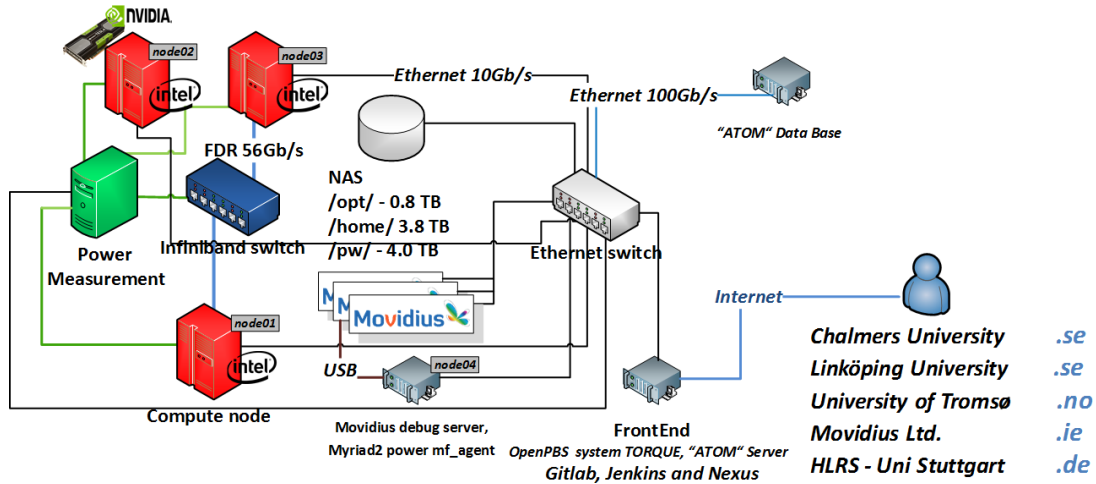 NVIDIA.
node02
node03
intel
intel
Ethernet 10Gb/s
Ethernet 100Gb/s
"ATOM" Data Base
FDR 56Gb/s
NAS
/opt/ - 0.8 TB
/home/ 3.8 TB
/pw/ - 4.0 TB
Infiniband switch
Ethernet switch
Power
Measurement
M
M
Movidius
node01
intel
Compute node
USB
node04
Movidius debug server,
Myriad2 power mf_agent
FrontEnd
OpenPBS system TORQUE, "ATOM" Server
Gitlab, Jenkins and Nexus
Internet
Chalmers University .se
Linköping University .se
University of Tromsø .no
Movidius Ltd. .ie
HLRS - Uni Stuttgart .de